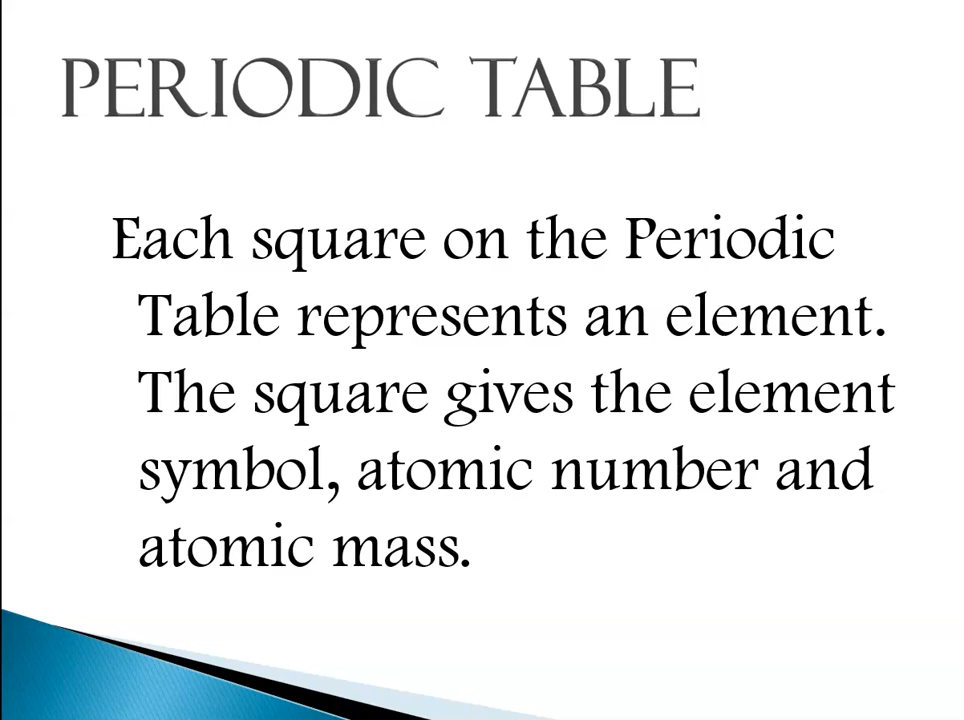 PERIODIC TABLE
Each square on the Periodic
Table represents an element.
The square gives the element
symbol, atomic number and
atomic mass.